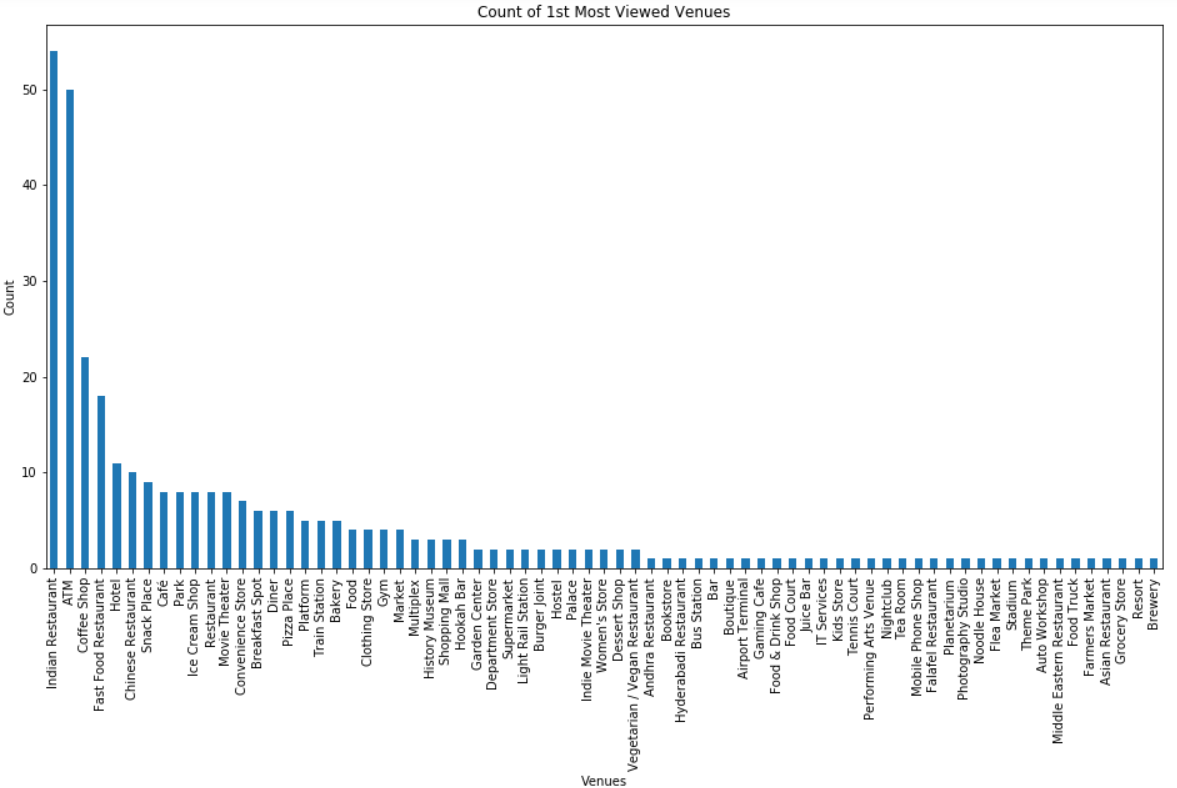 Count of 1st Most Viewed Venues
50
40
30
20
10
0
Count
Indian Restaurant
ATM
Coffee Shop
Fast Food Restaurant
Hotel
Chinese Restaurant
Snack Place
Café
Park
Ice Cream Shop
Restaurant
Movie Theater
Convenience Store
Breakfast Spot
Diner
Pizza Place
Platform
Train Station
Bakery
Food
Clothing Store
Gym
Market
Multiplex
History Museum
Shopping Mall
Hookah Bar
Garden Center
Department Store
Supermarket
Light Rail Station
Burger Joint
Hostel
Palace
Indie Movie Theater
Women's Store
Dessert Shop
Vegetarian / Vegan Restaurant
Andhra Restaurant
Bookstore
Hyderabadi Restaurant
Bus Station
Bar
Boutique
Airport Terminal
Gaming Cafe
Food & Drink Shop
Food Court
Juice Bar
IT Services
Kids Store
Tennis Court
Performing Arts Venue
Nightclub
Tea Room
Mobile Phone Shop
Falafel Restaurant
Planetarium
Photography Studio
Noodle House
Flea Market
Stadium
Theme Park
Auto Workshop
Middle Eastern Restaurant
Food Truck
Farmers Market
Asian Restaurant
Grocery Store
Resort
Brewery
Venues